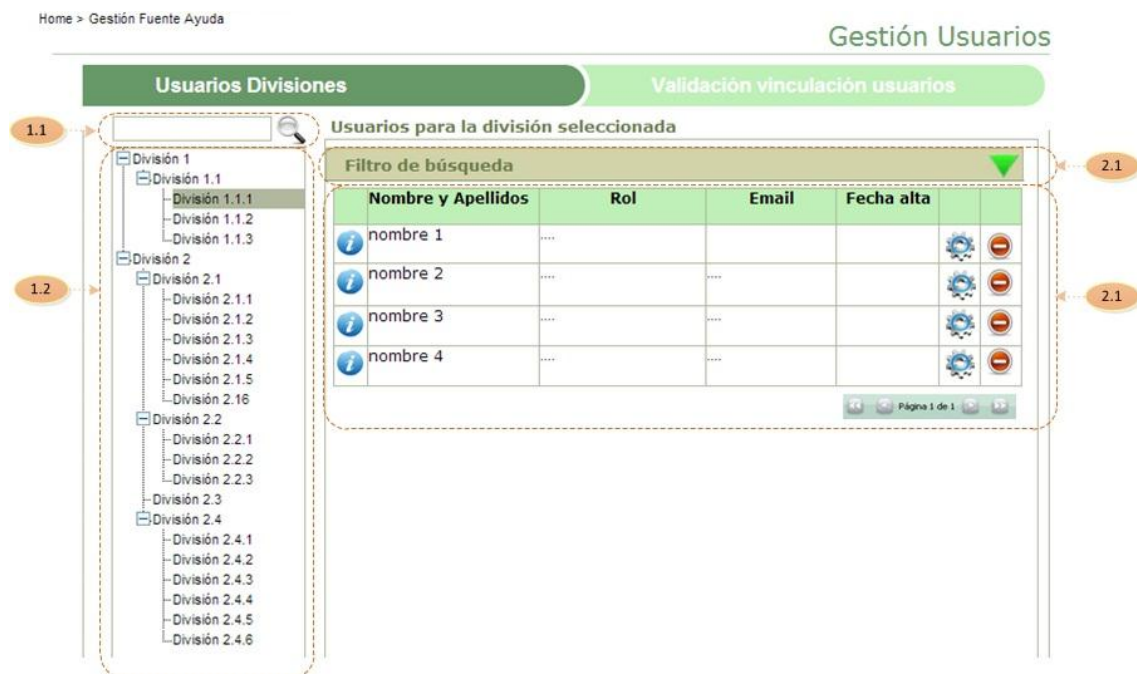 Home > Gestión Fuente Ayuda
Gestión Usuarios
Usuarios Divisiones
Validación vinculación usuarios
1.1
Usuarios para la división seleccionada
Filtro de búsqueda
2.1
División 1
División 1.1
División 1.1.1
División 1.1.2
División 1.1.3
División 2
División 2.1
División 2.1.1
División 2.1.2
División 2.1.3
División 2.1.4
División 2.1.5
División 2.16
División 2.2
División 2.2.1
División 2.2.2
División 2.2.3
División 2.3
División 2.4
División 2.4.1
División 2.4.2
División 2.4.3
División 2.4.4
División 2.4.5
División 2.4.6
1.2
Nombre y Apellidos Rol Email Fecha alta
nombre 1 ....
nombre 2 .... ....
nombre 3 .... ....
nombre 4 .... ....
2.1
Página 1 de 1